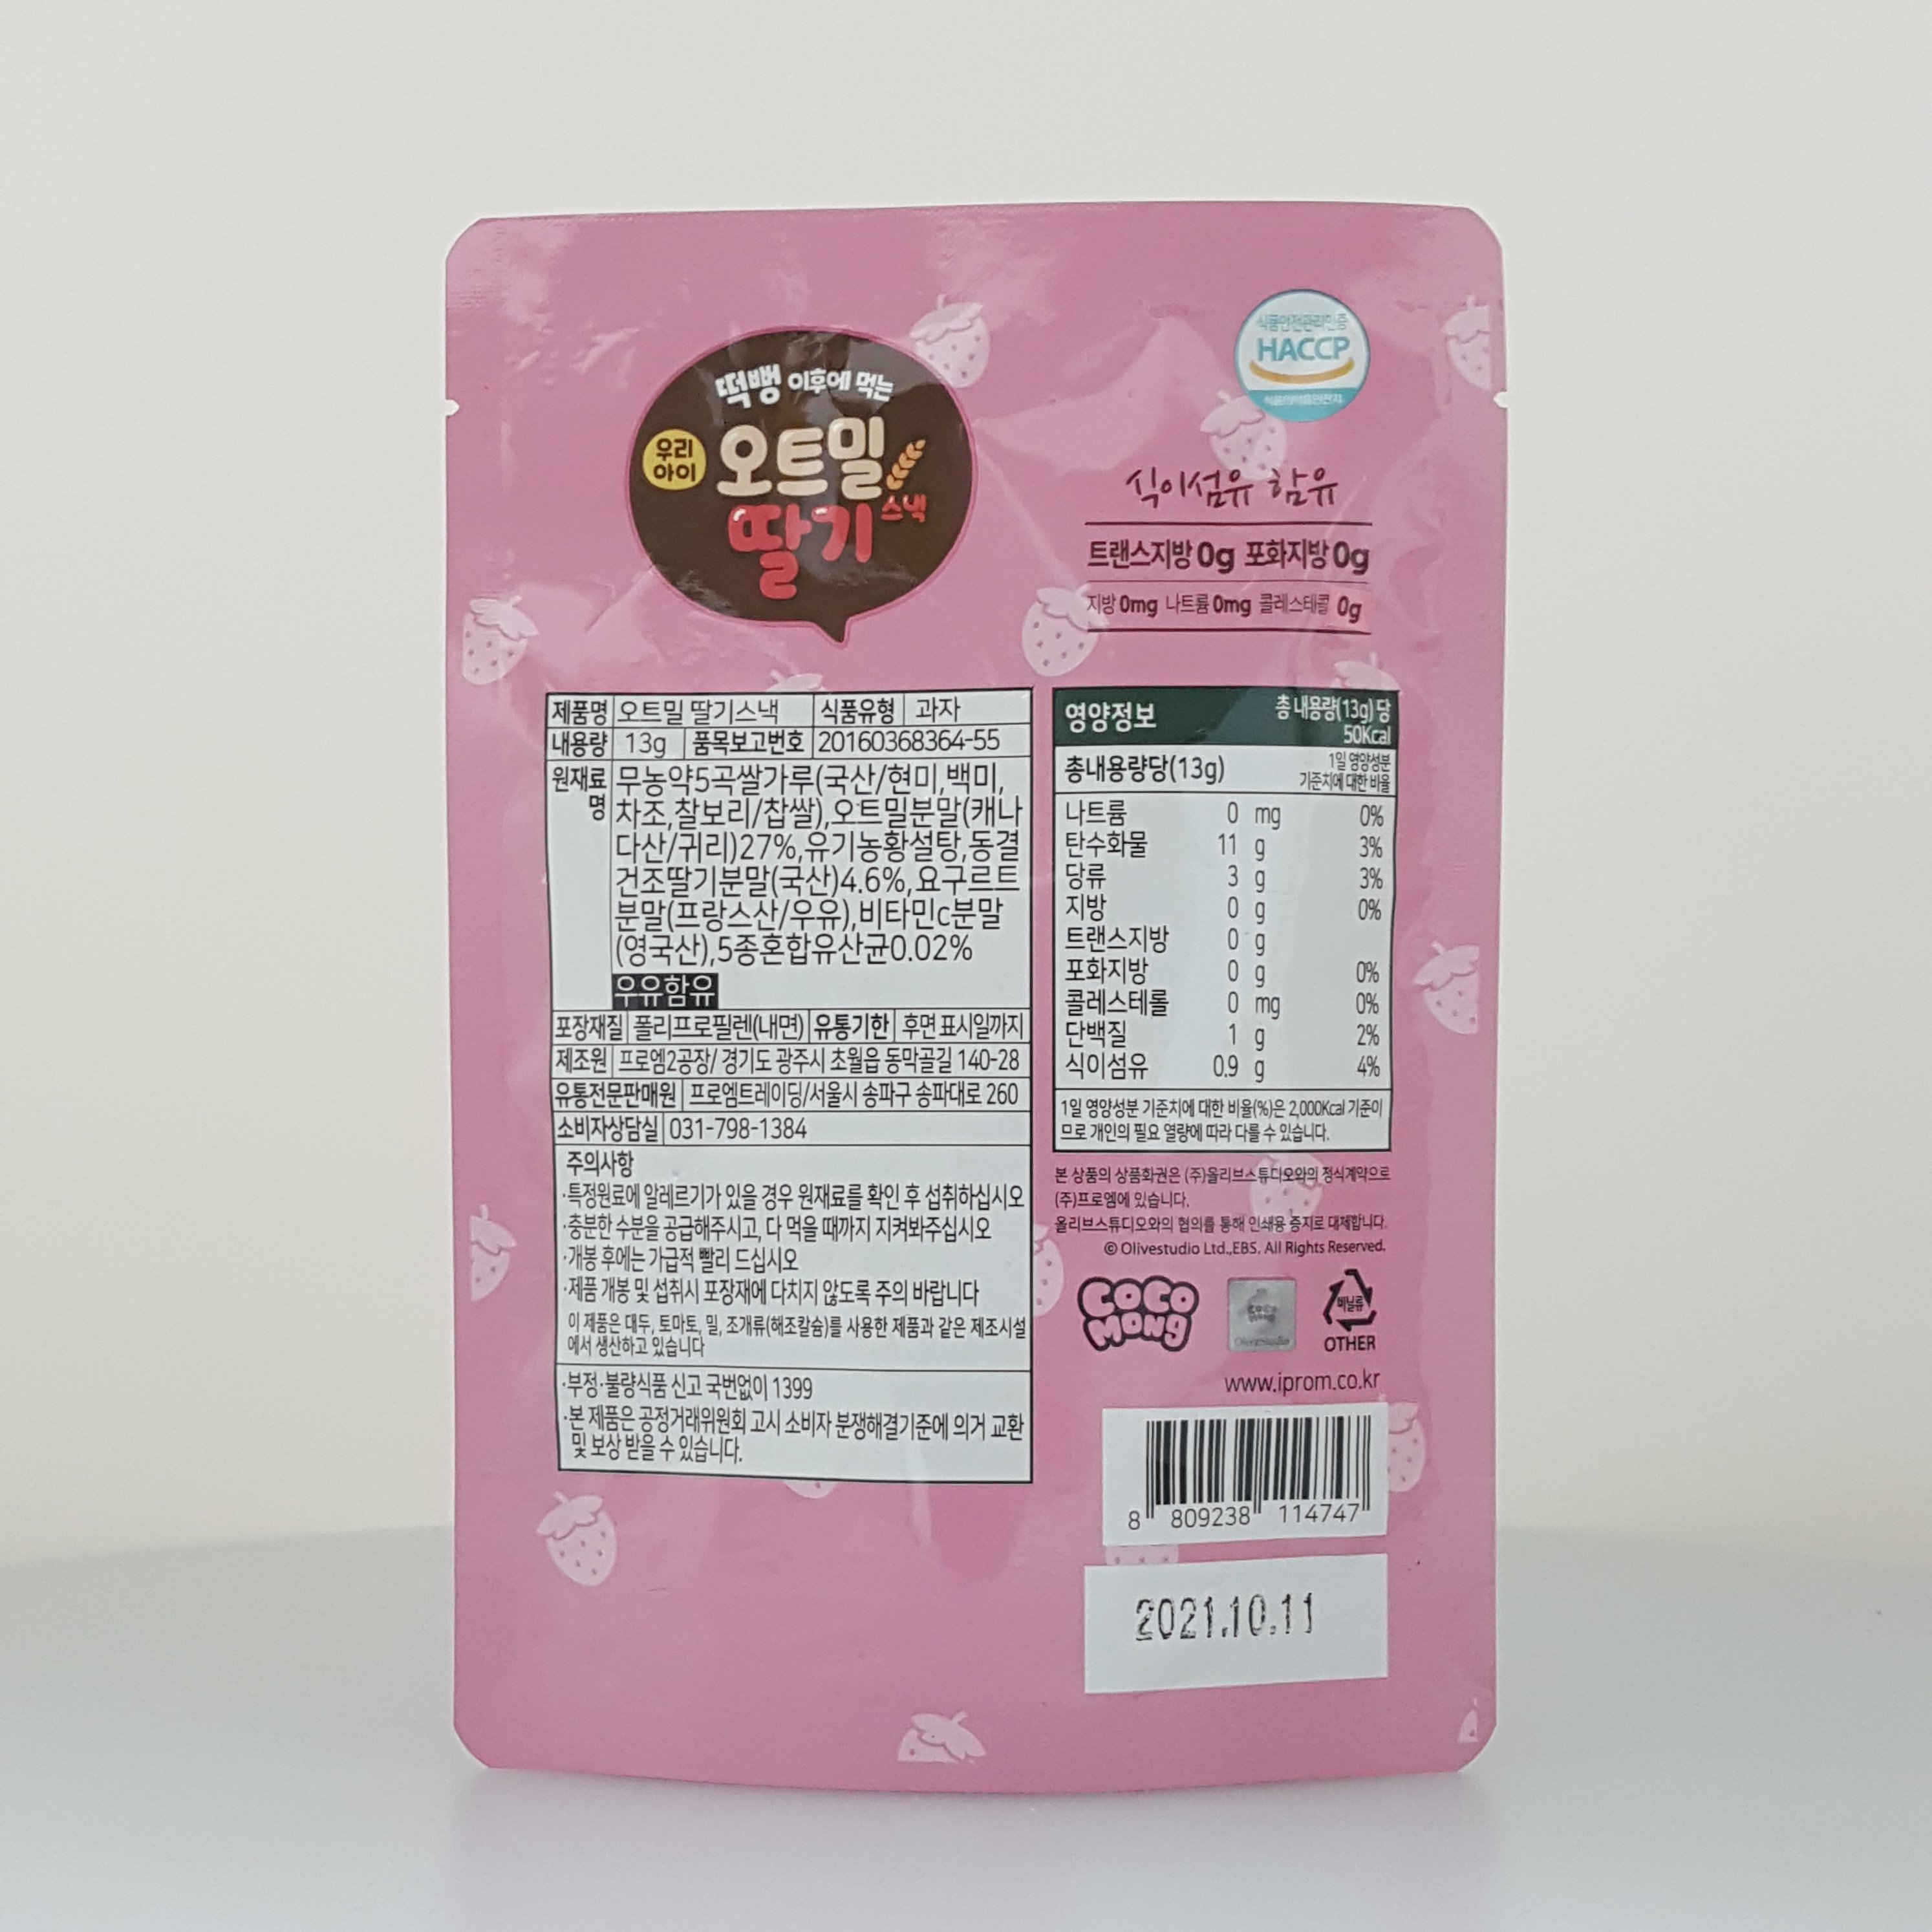 떡뻥 이후에 먹는
우리
아이
오트밀
딸기 스낵
식품안전관리인증
HACCP
식이섬유 함유
트랜스지방 0g 포화지방 0g
지방 0mg 나트륨 0mg 콜레스테롤 0g
제품명 오트밀 딸기스낵 식품유형 과자
내용량 13g 품목보고번호 20160368364-55
원재료명
무농약5곡쌀가루(국산/현미,백미,
차조,찰보리/찹쌀),오트밀분말(캐나
다산/귀리)27%,유기농황설탕,동결
건조딸기분말(국산)4.6%,요구르트
분말(프랑스산/우유),비타민c분말
(영국산),5종혼합유산균0.02%
우유함유
포장재질 폴리프로필렌(내면) 유통기한 후면 표시일까지
제조원 프로엠2공장/ 경기도 광주시 초월읍 동막골길 140-28
유통전문판매원 프로엠트레이딩/서울시 송파구 송파대로 260
소비자상담실 031-798-1384
주의사항
·특정원료에 알레르기가 있을 경우 원재료를 확인 후 섭취하십시오
·충분한 수분을 공급해주시고, 다 먹을 때까지 지켜봐주십시오
·개봉 후에는 가급적 빨리 드십시오
·제품 개봉 및 섭취시 포장재에 다치지 않도록 주의 바랍니다
이 제품은 대두, 토마토, 밀, 조개류(해조칼슘)를 사용한 제품과 같은 제조시설
에서 생산하고 있습니다
·부정·불량식품 신고 국번없이 1399
·본 제품은 공정거래위원회 고시 소비자 분쟁해결기준에 의거 교환
및 보상 받을 수 있습니다.
영양정보 총 내용량(13g) 당
50Kcal
총내용량당(13g) 1일 영양성분
기준치에 대한 비율
나트륨 0 mg 0%
탄수화물 11 g 3%
당류 3 g 3%
지방 0 g 0%
트랜스지방 0 g
포화지방 0 g 0%
콜레스테롤 0 mg 0%
단백질 1 g 2%
식이섬유 0.9 g 4%
1일 영양성분 기준치에 대한 비율(%)은 2,000Kcal 기준이
므로 개인의 필요 열량에 따라 다를 수 있습니다.
본 상품의 상품화권은 (주)올리브스튜디오와의 정식계약으로
(주)프로엠에 있습니다.
올리브스튜디오와의 협의를 통해 인쇄용 증지로 대체합니다.
© Olivestudio Ltd.,EBS. All Rights Reserved.
COCO
MONG
비닐류
OTHER
www.iprom.co.kr
8 809238 114747
2021.10.11